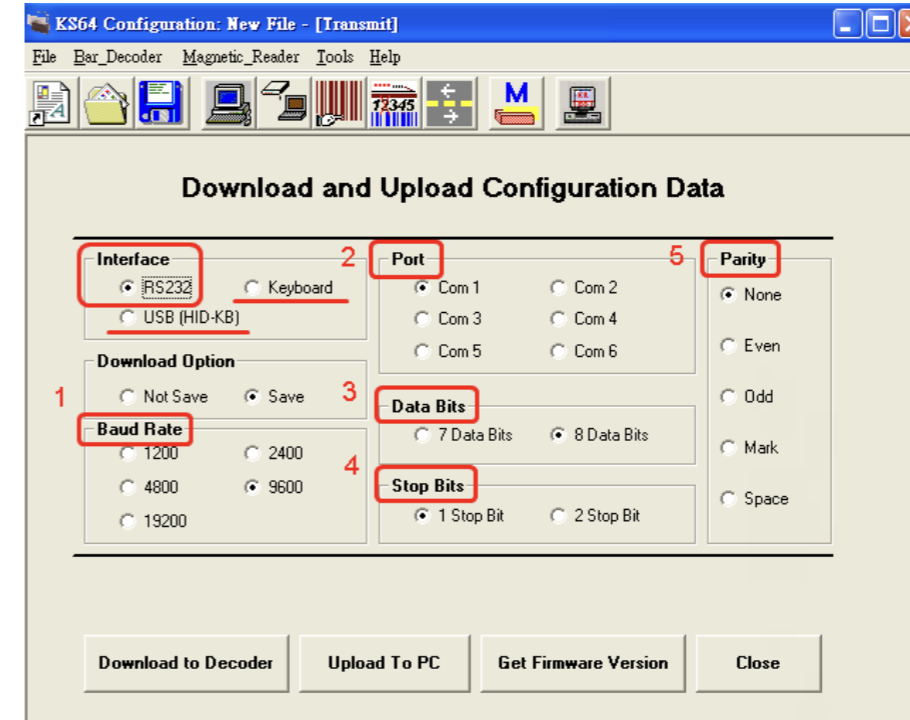 KS64 Configuration: New File - [Transmit]
File Bar_Decoder Magnetic_Reader Tools Help
12345
M
Download and Upload Configuration Data
Interface
RS232 Keyboard
USB (HID-KB)
Download Option
1
Not Save Save
Baud Rate
1200 2400
4800 9600
19200
2
Port
Com 1 Com 2
Com 3 Com 4
Com 5 Com 6
3
Data Bits
7 Data Bits 8 Data Bits
4
Stop Bits
1 Stop Bit 2 Stop Bit
5
Parity
None
Even
Odd
Mark
Space
Download to Decoder Upload To PC Get Firmware Version Close